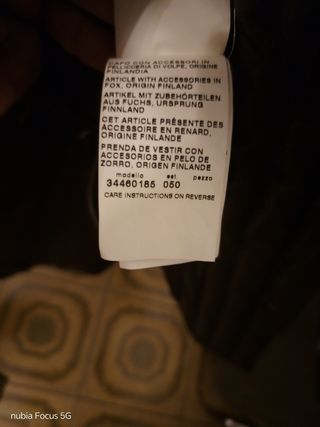 CAPO CON ACCESSORI IN
PELLICCERIA DI VOLPE, ORIGINE
FINLANDIA
ARTICLE WITH ACCESSORIES IN
FOX, ORIGIN FINLAND
ARTIKEL MIT ZUBEHÖRTEILEN
AUS FUCHS, URSPRUNG
FINNLAND
CET ARTICLE PRÉSENTE DES
ACCESSOIRE EN RENARD,
ORIGINE FINLANDE
PRENDA DE VESTIR CON
ACCESORIOS EN PELO DE
ZORRO, ORIGEN FINLANDE
modello set pezzo
34460185 050
CARE INSTRUCTIONS ON REVERSE
nubia Focus 5G